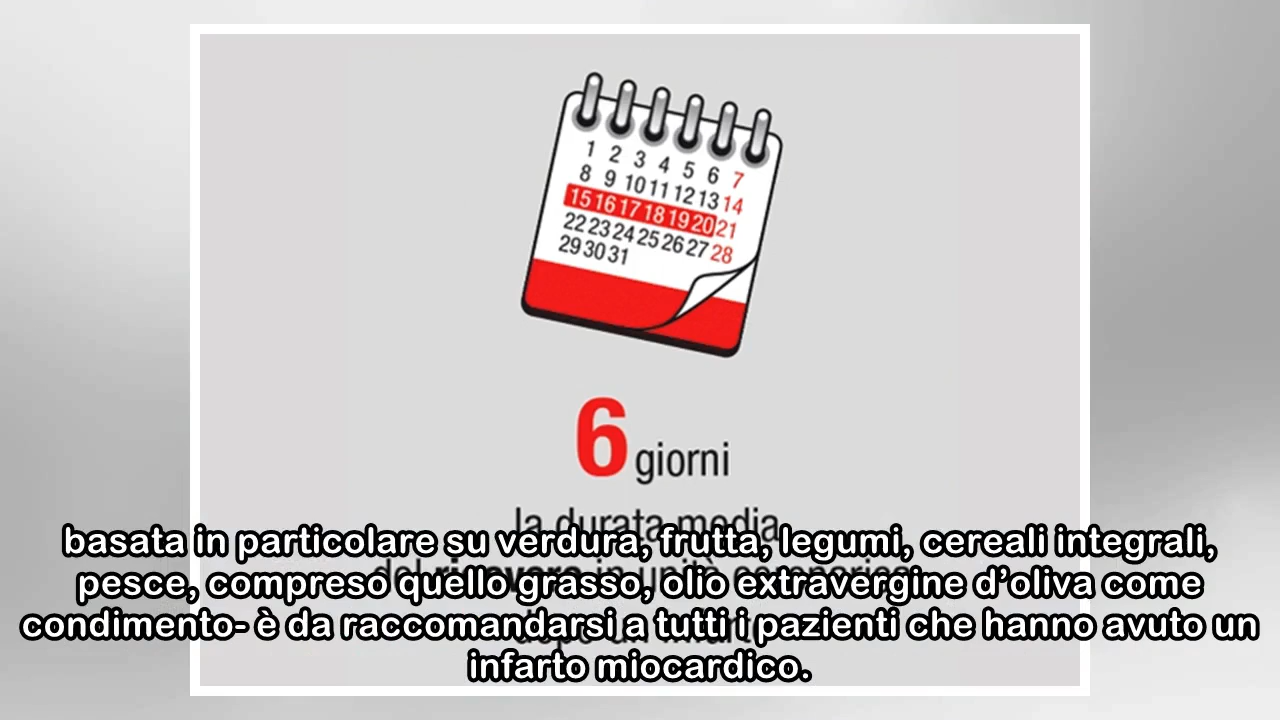 1 2 3 4 5 6 7
8 9 10 11 12 13 14
15 16 17 18 19 20 21
22 23 24 25 26 27 28
29 30 31
6 giorni
la durata media
basata in particolare su verdura, frutta, legumi, cereali integrali,
pesce, compreso quello grasso, olio extravergine d’oliva come
condimento- è da raccomandarsi a tutti i pazienti che hanno avuto un
infarto miocardico.